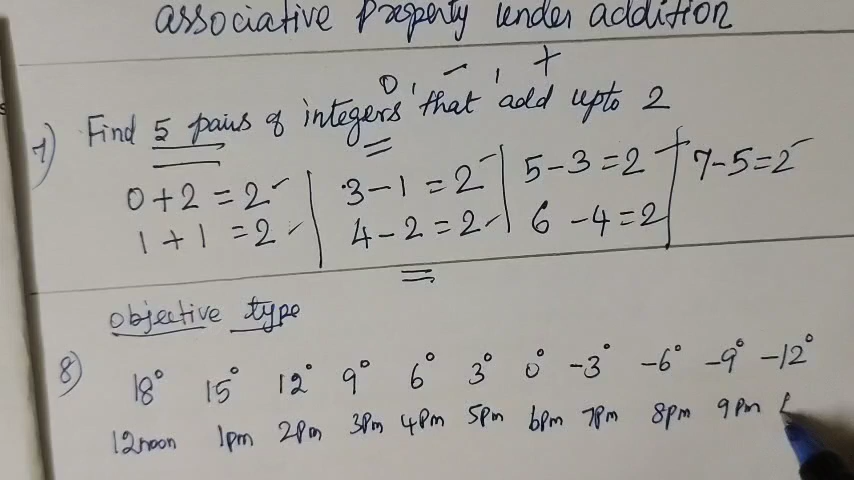 associative property under addition
0, -, +
7) Find 5 pairs of integers that add upto 2
0 + 2 = 2 3 - 1 = 2 5 - 3 = 2 7 - 5 = 2
1 + 1 = 2 4 - 2 = 2 6 - 4 = 2
objective type
8) 18° 15° 12° 9° 6° 3° 0° -3° -6° -9° -12°
12noon 1pm 2pm 3pm 4pm 5pm 6pm 7pm 8pm 9pm